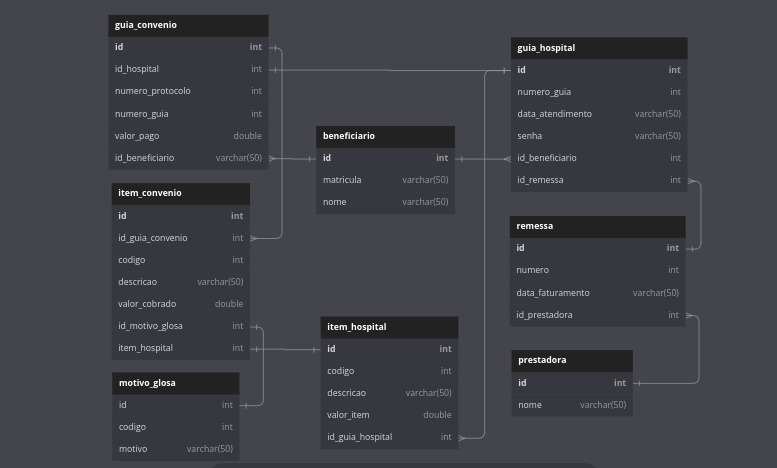 guia_convenio
id int
id_hospital int
numero_protocolo int
numero_guia int
valor_pago double
id_beneficiario varchar(50)
item_convenio
id int
id_guia_convenio int
codigo int
descricao varchar(50)
valor_cobrado double
id_motivo_glosa int
item_hospital int
motivo_glosa
id int
codigo int
motivo varchar(50)
beneficiario
id int
matricula varchar(50)
nome varchar(50)
item_hospital
id int
codigo int
descricao varchar(50)
valor_item double
id_guia_hospital int
guia_hospital
id int
numero_guia int
data_atendimento varchar(50)
senha varchar(50)
id_beneficiario int
id_remessa int
remessa
id int
numero int
data_faturamento varchar(50)
id_prestadora int
prestadora
id int
nome varchar(50)